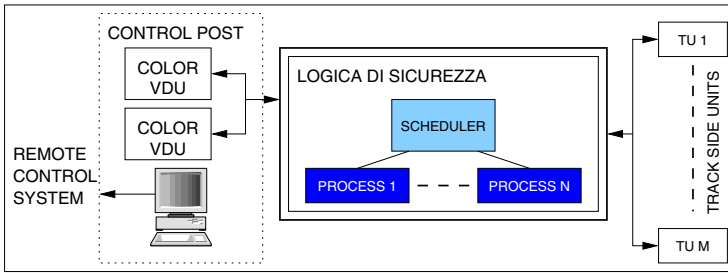 CONTROL POST
COLOR
VDU
COLOR
VDU
REMOTE
CONTROL
SYSTEM
LOGICA DI SICUREZZA
SCHEDULER
PROCESS 1
PROCESS N
TU 1
TRACK SIDE UNITS
TU M